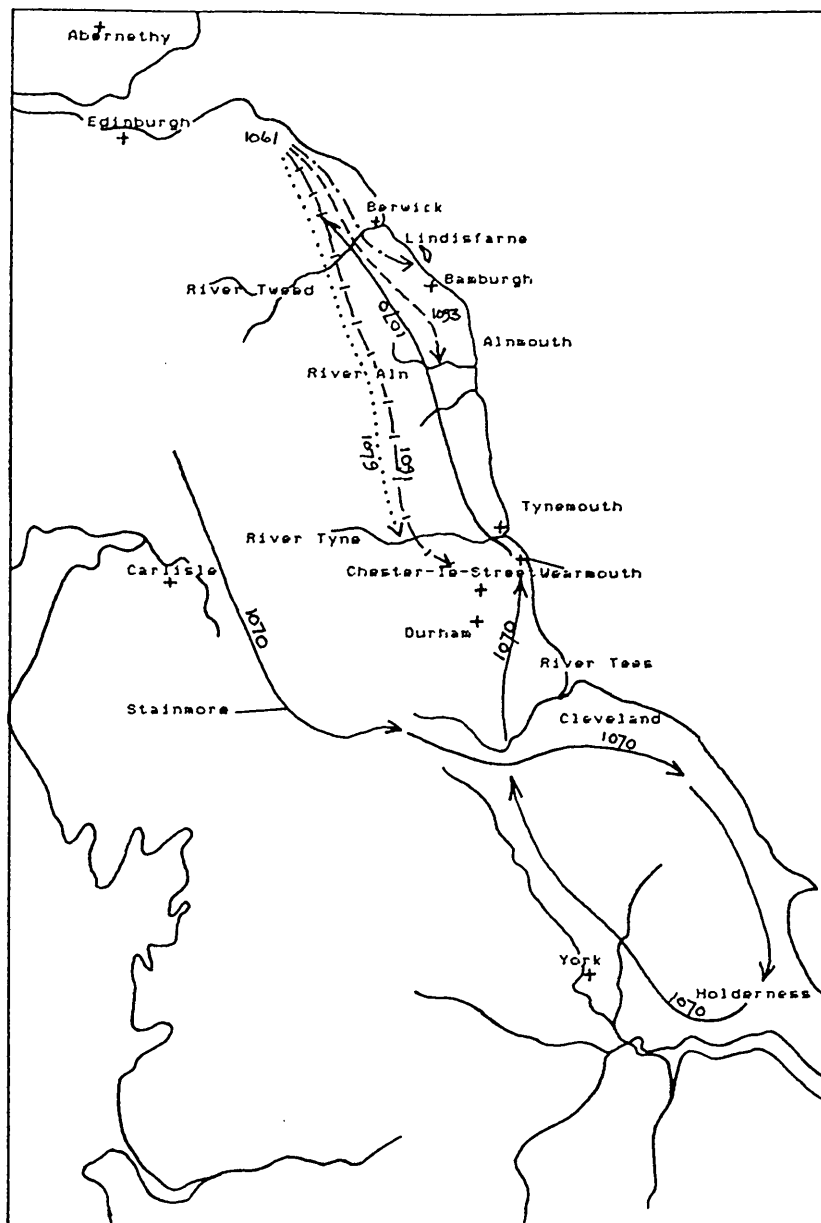 Abernethy
Edinburgh
1061
Berwick
Lindisfarne
River Tweed
Bamburgh
1093
1070
Alnmouth
River Aln
1079
1091
Tynemouth
River Tyne
Carlisle
Chester-le-Street
Wearmouth
1070
Durham
1070
River Tees
Stainmore
Cleveland
1070
York
Holderness
1070